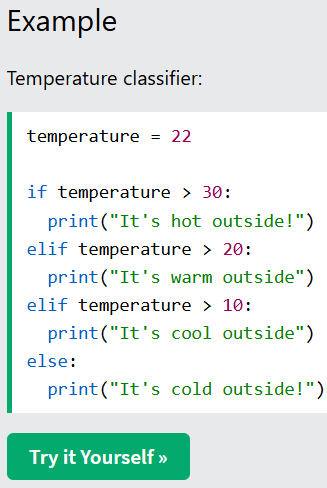 Example
Temperature classifier:
temperature = 22
if temperature > 30:
  print("It's hot outside!")
elif temperature > 20:
  print("It's warm outside")
elif temperature > 10:
  print("It's cool outside")
else:
  print("It's cold outside!")
Try it Yourself »